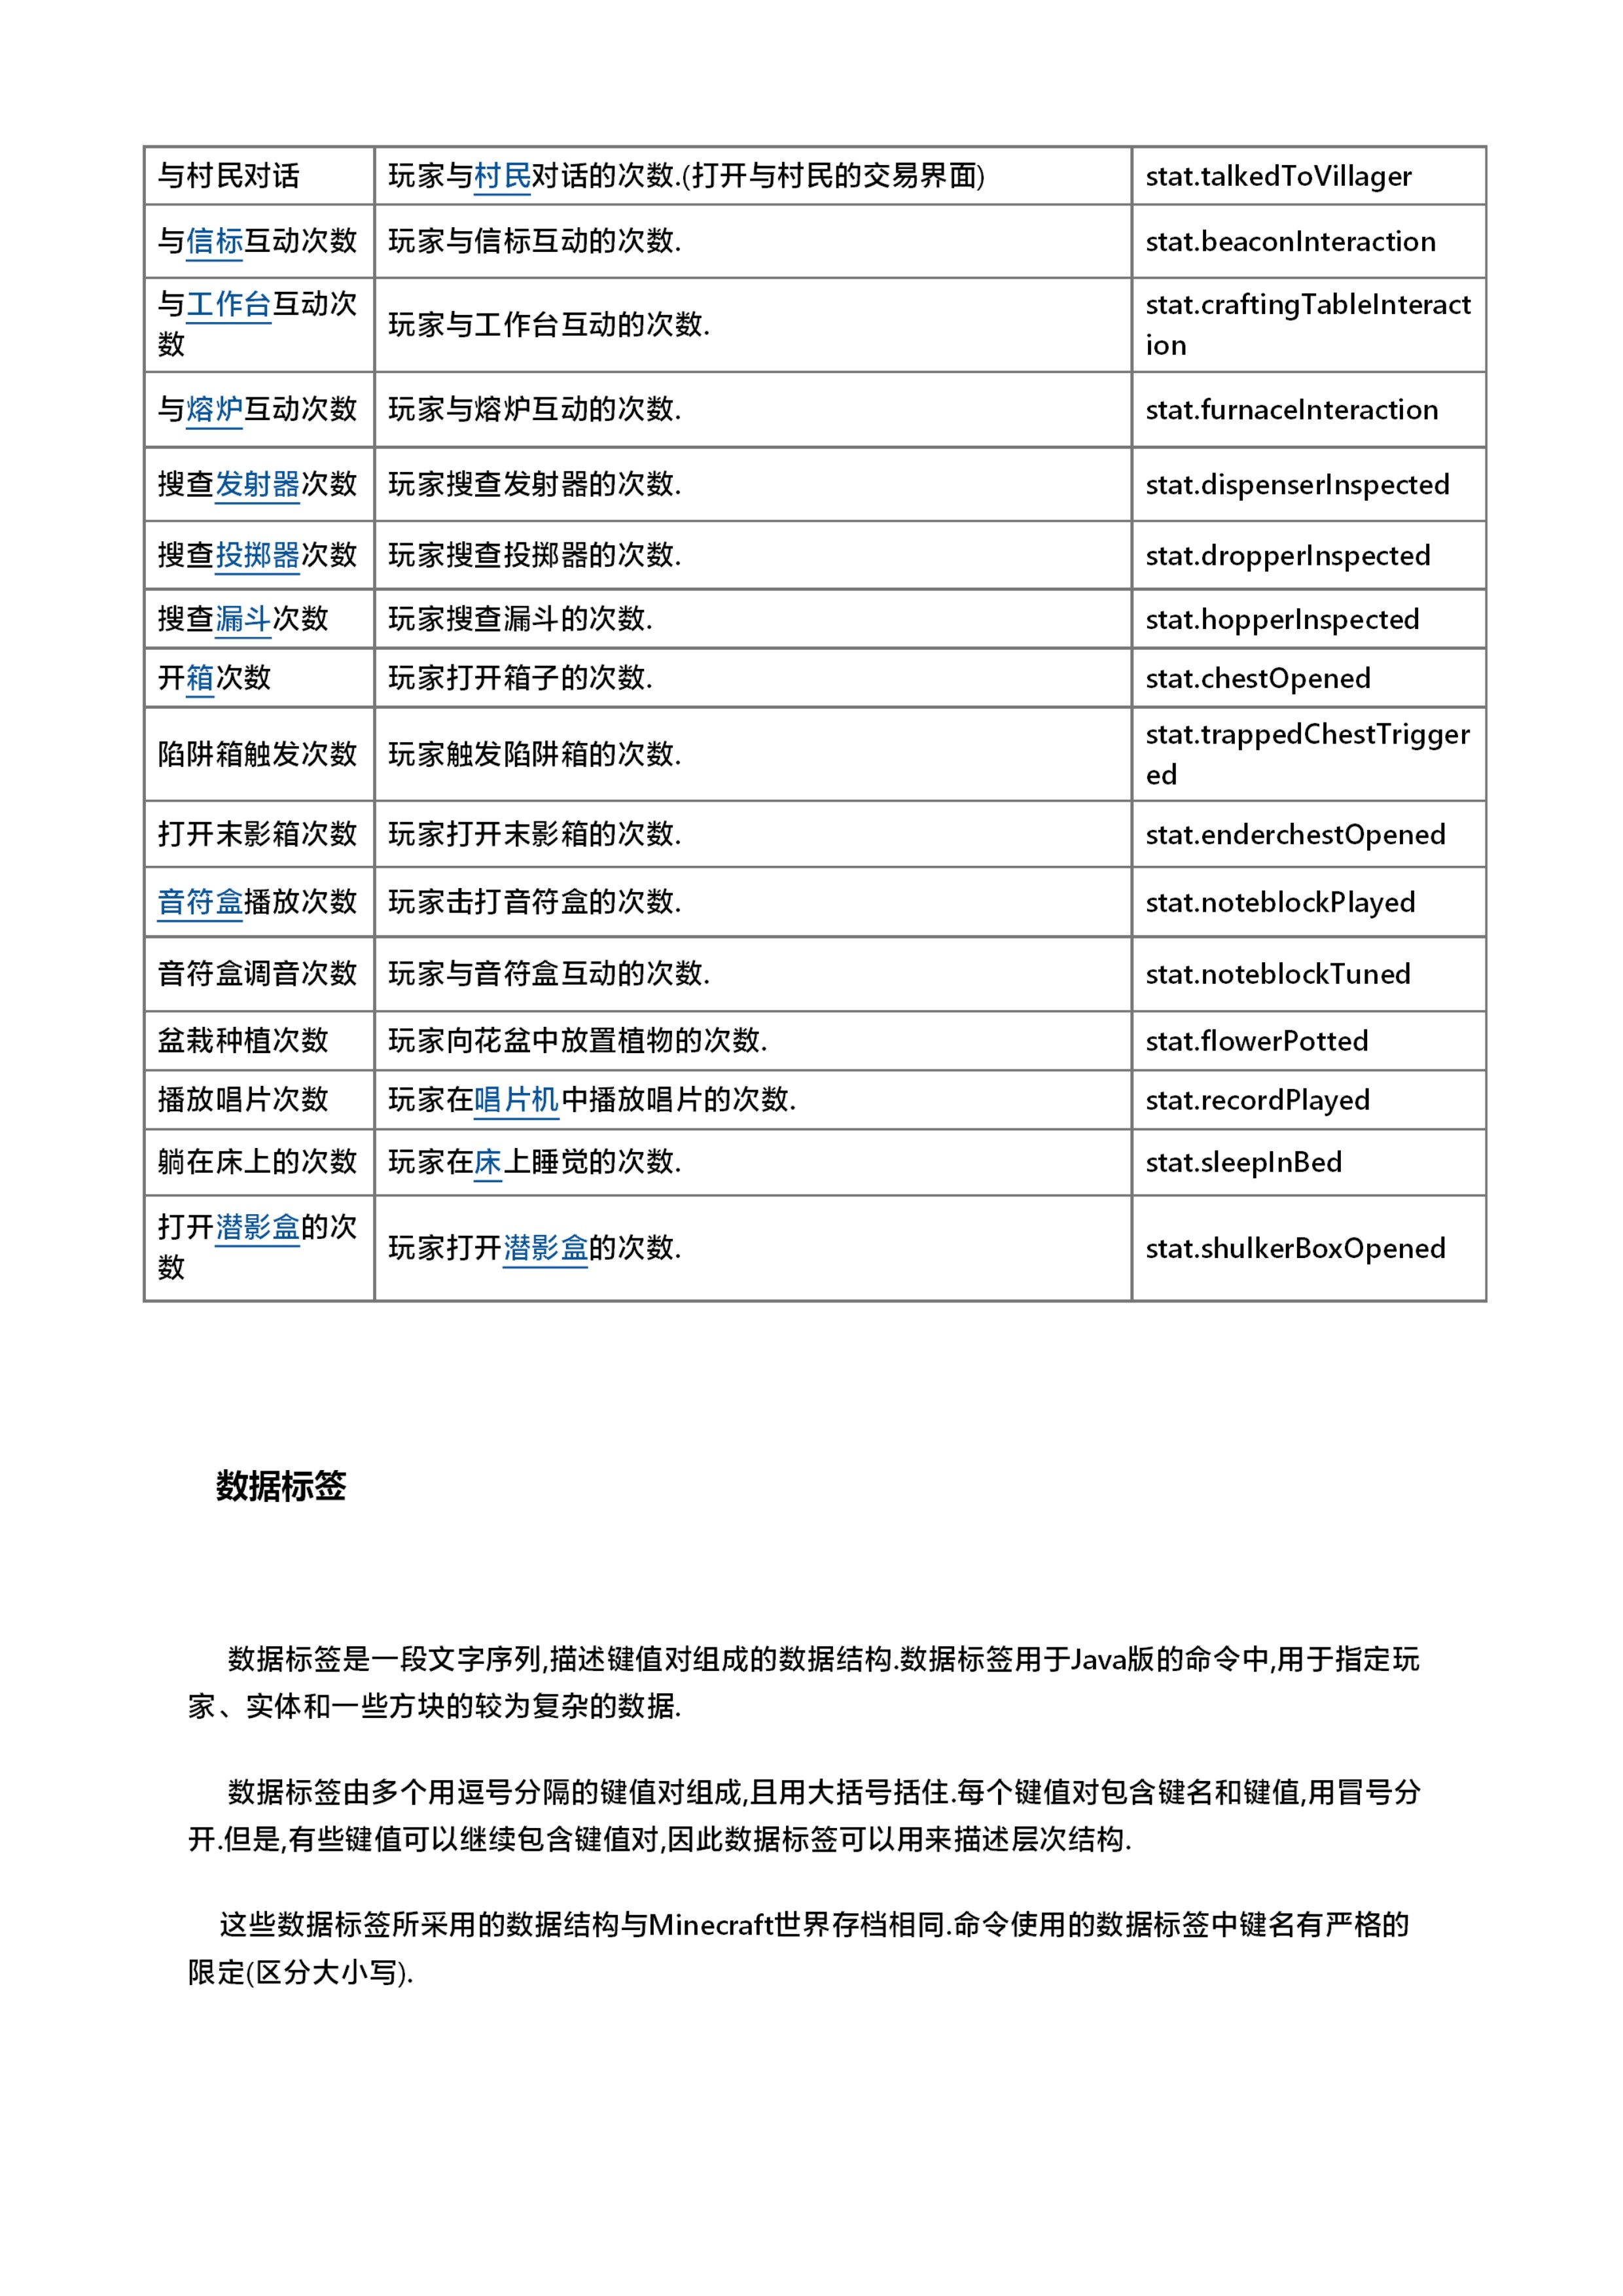 与村民对话 玩家与村民对话的次数.(打开与村民的交易界面) stat.talkedToVillager
与信标互动次数 玩家与信标互动的次数. stat.beaconInteraction
与工作台互动次
数
玩家与工作台互动的次数.
stat.craftingTableInteract
ion
与熔炉互动次数 玩家与熔炉互动的次数. stat.furnaceInteraction
搜查发射器次数 玩家搜查发射器的次数. stat.dispenserInspected
搜查投掷器次数 玩家搜查投掷器的次数. stat.dropperInspected
搜查漏斗次数 玩家搜查漏斗的次数. stat.hopperInspected
开箱次数 玩家打开箱子的次数. stat.chestOpened
陷阱箱触发次数 玩家触发陷阱箱的次数.
stat.trappedChestTrigger
ed
打开末影箱次数 玩家打开末影箱的次数. stat.enderchestOpened
音符盒播放次数 玩家击打音符盒的次数. stat.noteblockPlayed
音符盒调音次数 玩家与音符盒互动的次数. stat.noteblockTuned
盆栽种植次数 玩家向花盆中放置植物的次数. stat.flowerPotted
播放唱片次数 玩家在唱片机中播放唱片的次数. stat.recordPlayed
躺在床上的次数 玩家在床上睡觉的次数. stat.sleepInBed
打开潜影盒的次
数
玩家打开潜影盒的次数. stat.shulkerBoxOpened
数据标签
数据标签是一段文字序列,描述键值对组成的数据结构.数据标签用于Java版的命令中,用于指定玩
家、实体和一些方块的较为复杂的数据.
数据标签由多个用逗号分隔的键值对组成,且用大括号括住.每个键值对包含键名和键值,用冒号分
开.但是,有些键值可以继续包含键值对,因此数据标签可以用来描述层次结构.
这些数据标签所采用的数据结构与Minecraft世界存档相同.命令使用的数据标签中键名有严格的
限定(区分大小写).